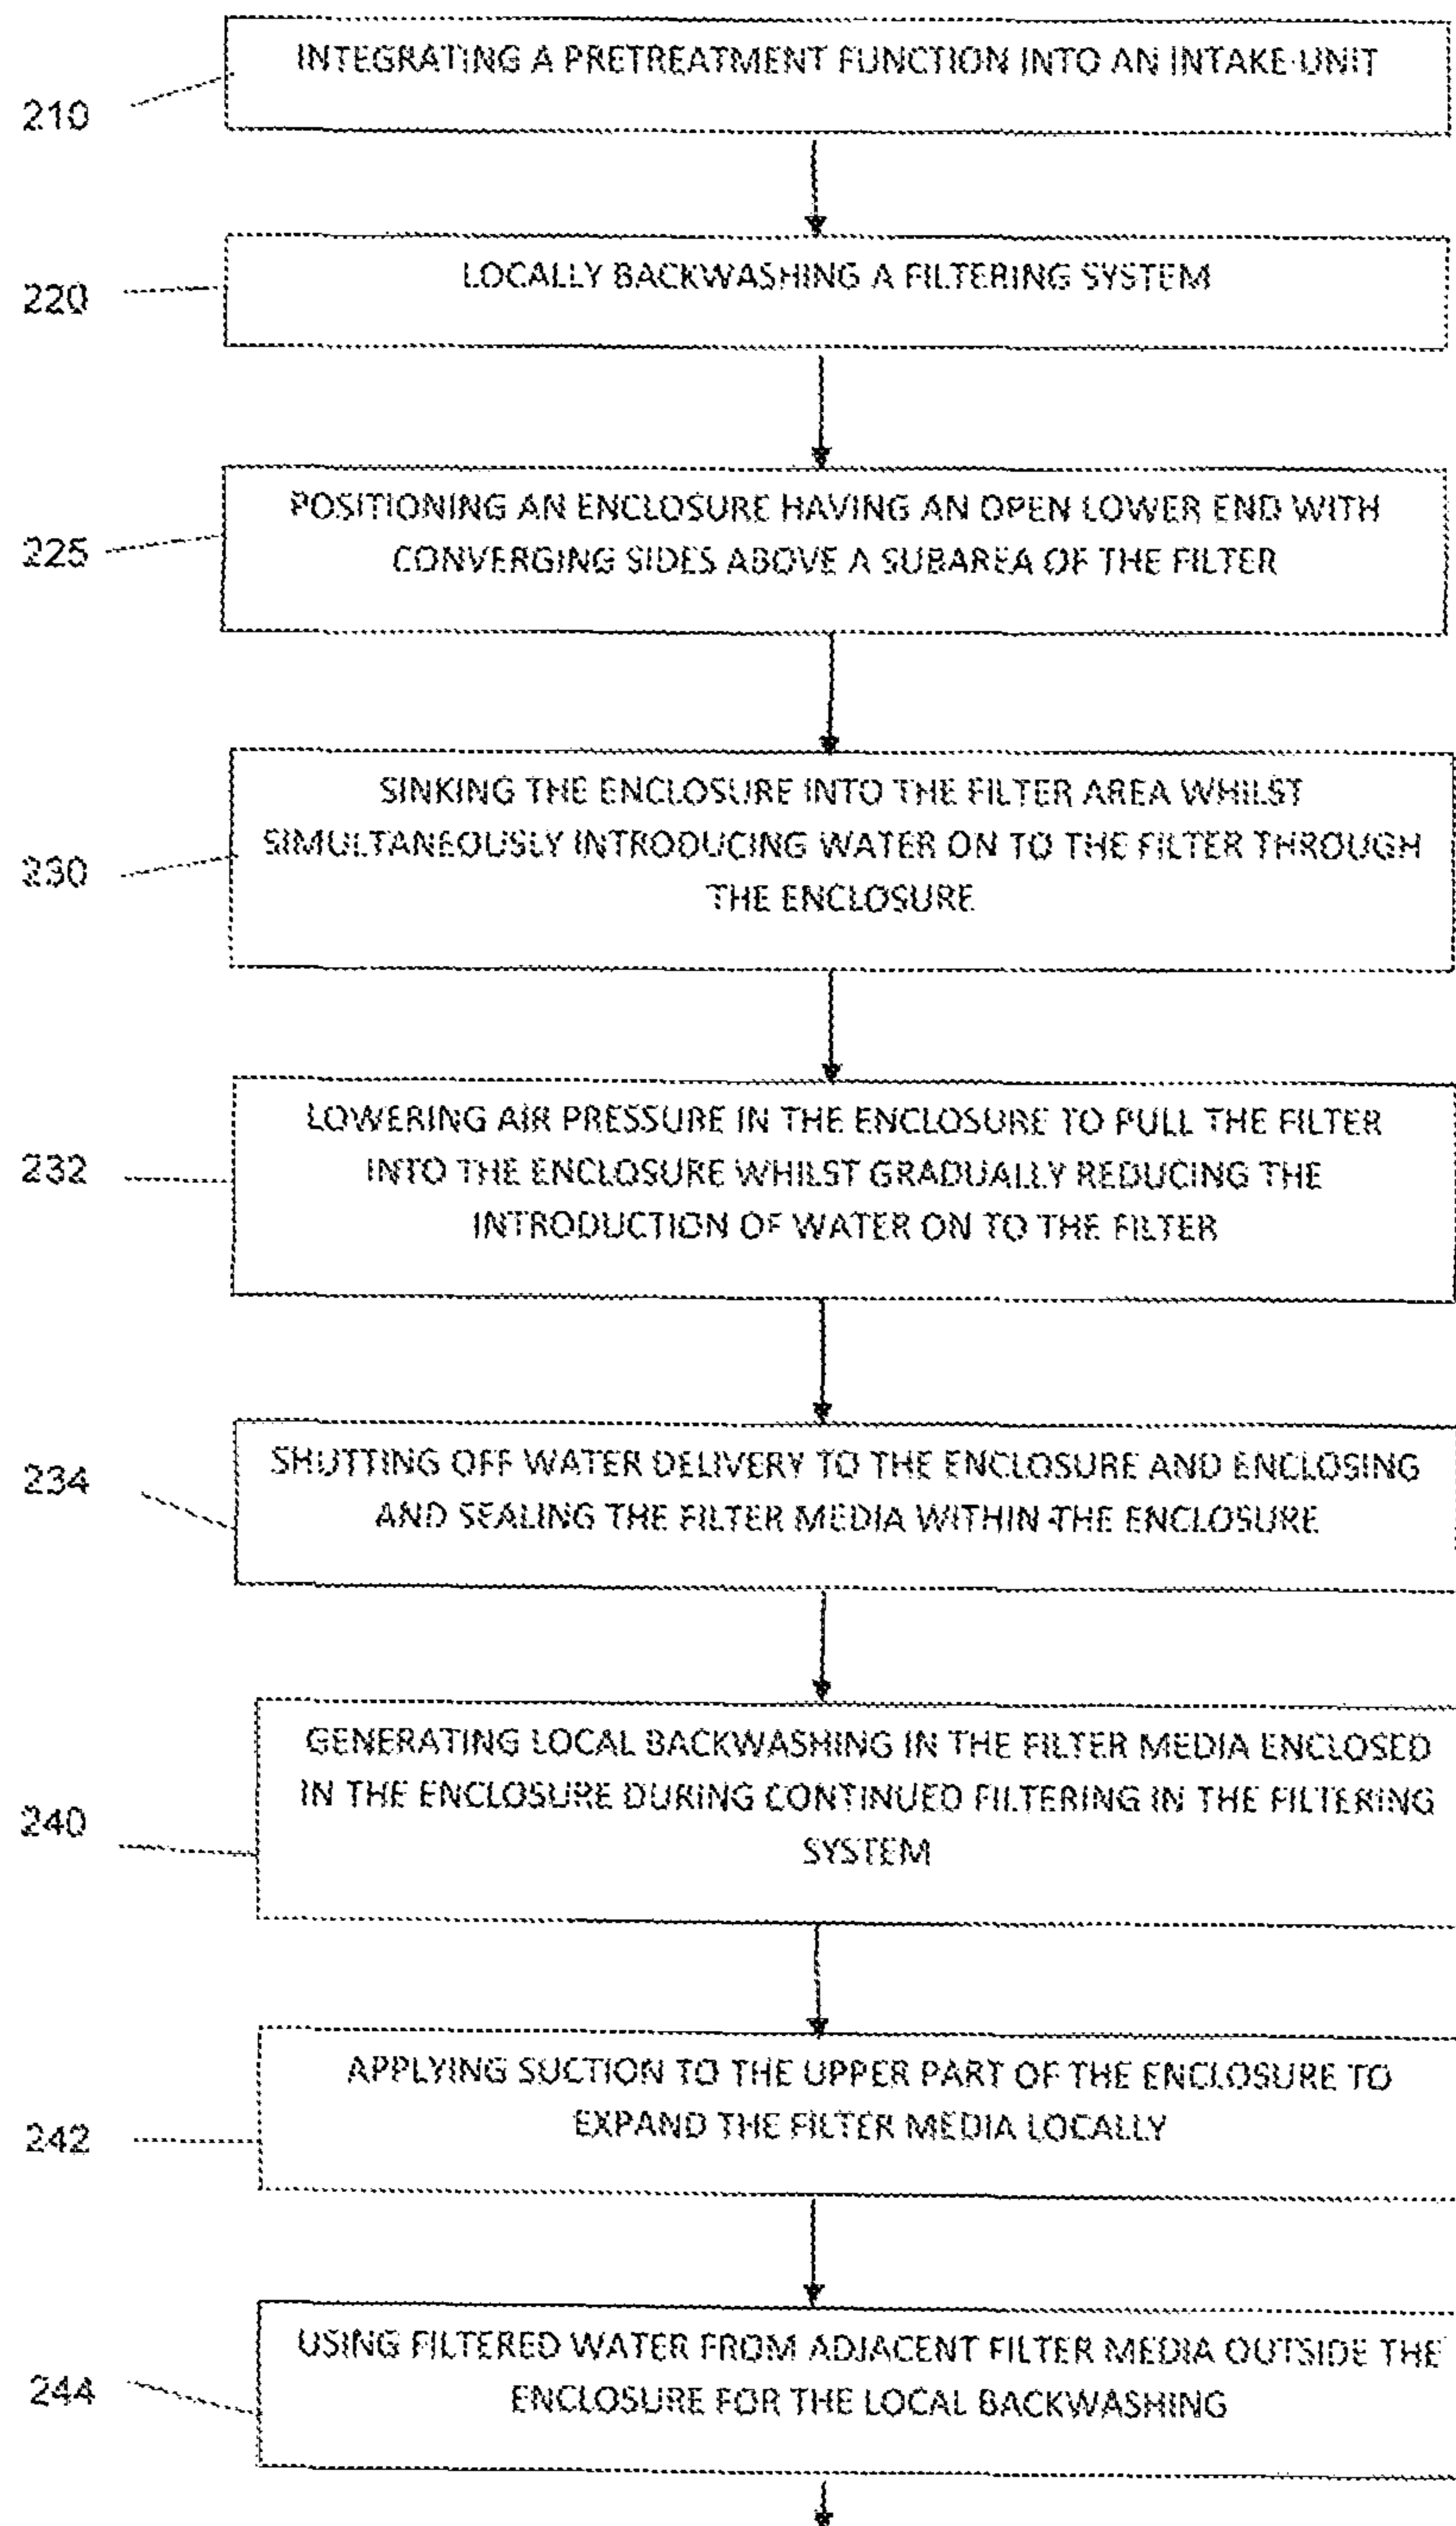 210
INTEGRATING A PRETREATMENT FUNCTION INTO AN INTAKE UNIT
220
LOCALLY BACKWASHING A FILTERING SYSTEM
225
POSITIONING AN ENCLOSURE HAVING AN OPEN LOWER END WITH
CONVERGING SIDES ABOVE A SUBAREA OF THE FILTER
230
SINKING THE ENCLOSURE INTO THE FILTER AREA WHILST
SIMULTANEOUSLY INTRODUCING WATER ON TO THE FILTER THROUGH
THE ENCLOSURE
232
LOWERING AIR PRESSURE IN THE ENCLOSURE TO PULL THE FILTER
INTO THE ENCLOSURE WHILST GRADUALLY REDUCING THE
INTRODUCTION OF WATER ON TO THE FILTER
234
SHUTTING OFF WATER DELIVERY TO THE ENCLOSURE AND ENCLOSING
AND SEALING THE FILTER MEDIA WITHIN THE ENCLOSURE
240
GENERATING LOCAL BACKWASHING IN THE FILTER MEDIA ENCLOSED
IN THE ENCLOSURE DURING CONTINUED FILTERING IN THE FILTERING
SYSTEM
242
APPLYING SUCTION TO THE UPPER PART OF THE ENCLOSURE TO
EXPAND THE FILTER MEDIA LOCALLY
244
USING FILTERED WATER FROM ADJACENT FILTER MEDIA OUTSIDE THE
ENCLOSURE FOR THE LOCAL BACKWASHING